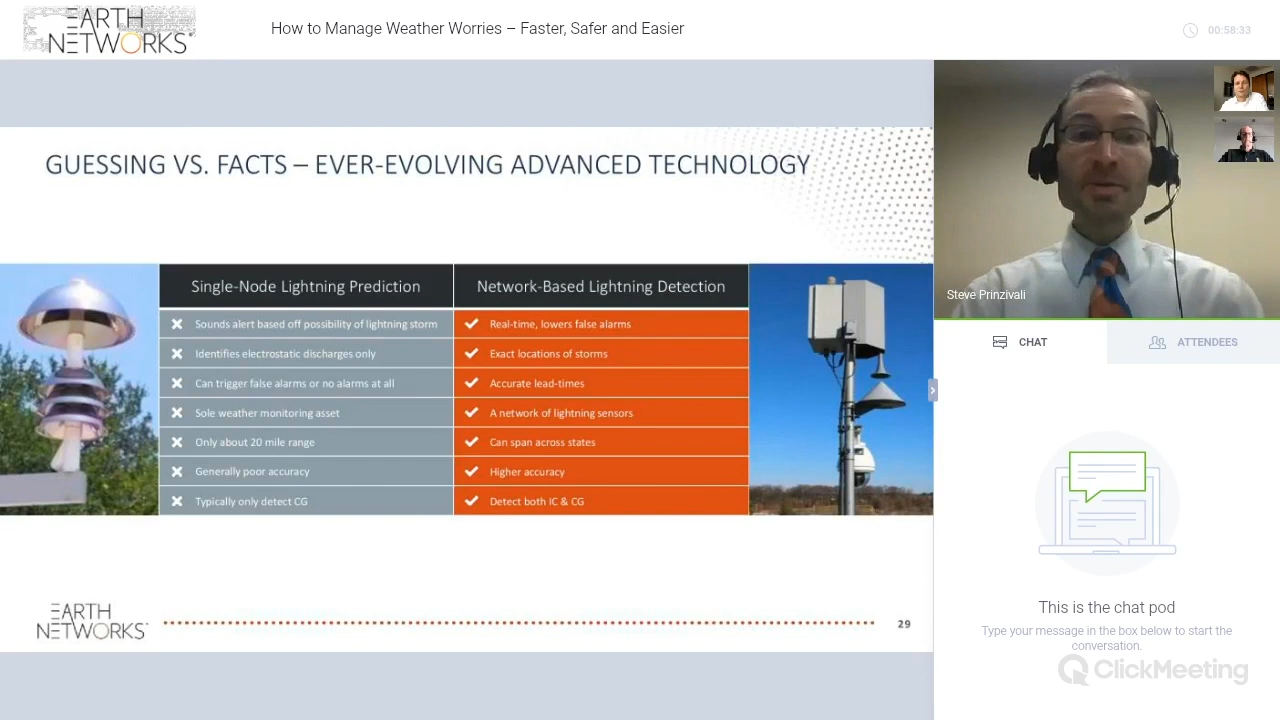 EARTH
NETWORKS
How to Manage Weather Worries – Faster, Safer and Easier
00:58:33
GUESSING VS. FACTS – EVER-EVOLVING ADVANCED TECHNOLOGY
Single-Node Lightning Prediction
Network-Based Lightning Detection
Sounds alert based off possibility of lightning storm
Real-time, lowers false alarms
Identifies electrostatic discharges only
Exact locations of storms
Can trigger false alarms or no alarms at all
Accurate lead-times
Sole weather monitoring asset
A network of lightning sensors
Only about 20 mile range
Can span across states
Generally poor accuracy
Higher accuracy
Typically only detect CG
Detect both IC & CG
EARTH
NETWORKS
29
Steve Prinzivali
CHAT
ATTENDEES
This is the chat pod
Type your message in the box below to start the
conversation.
ClickMeeting